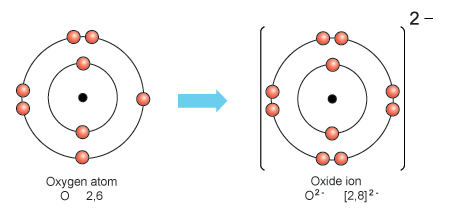 2 –
Oxygen atom
O 2,6
Oxide ion
O²⁻ [2,8]²⁻